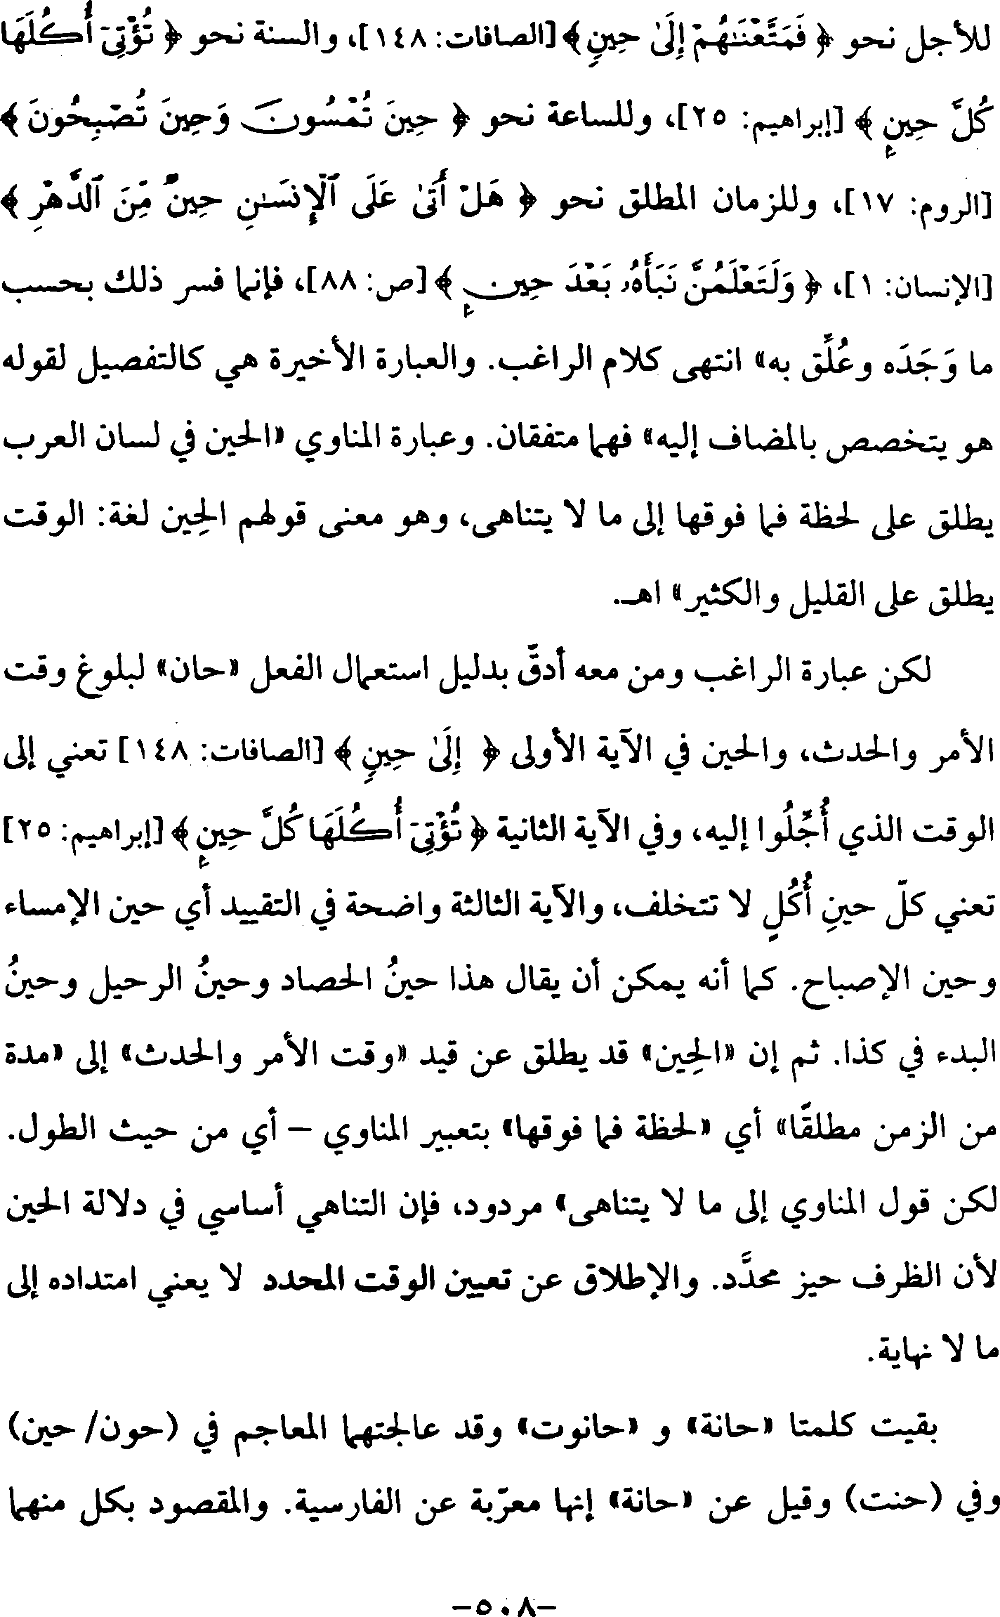 للأجل نحو ﴿ فَمَتَّعْنَـٰهُمْ إِلَىٰ حِينٍ ﴾ [الصافات: ١٤٨]، والسنة نحو ﴿ تُؤْتِىٓ أُكُلَهَا
كُلَّ حِينٍ ﴾ [إبراهيم: ٢٥]، وللساعة نحو ﴿ حِينَ تُمْسُونَ وَحِينَ تُصْبِحُونَ ﴾
[الروم: ١٧]، وللزمان المطلق نحو ﴿ هَلْ أَتَىٰ عَلَى ٱلْإِنسَـٰنِ حِينٌ مِّنَ ٱلدَّهْرِ ﴾
[الإنسان: ١]، ﴿ وَلَتَعْلَمُنَّ نَبَأَهُۥ بَعْدَ حِينٍ ﴾ [ص: ٨٨]، فإنما فسر ذلك بحسب
ما وَجَدَه وعُلِّق به» انتهى كلام الراغب. والعبارة الأخيرة هي كالتفصيل لقوله
هو يتخصص بالمضاف إليه» فهما متفقان. وعبارة المناوي «الحين في لسان العرب
يطلق على لحظة فما فوقها إلى ما لا يتناهى، وهو معنى قولهم الحِين لغة: الوقت
يطلق على القليل والكثير» اهـ.
لكن عبارة الراغب ومن معه أدقّ بدليل استعمال الفعل «حان» لبلوغ وقت
الأمر والحدث، والحين في الآية الأولى ﴿ إِلَىٰ حِينٍ ﴾ [الصافات: ١٤٨] تعني إلى
الوقت الذي أُجِّلُوا إليه، وفي الآية الثانية ﴿ تُؤْتِىٓ أُكُلَهَا كُلَّ حِينٍ ﴾ [إبراهيم: ٢٥]
تعني كلّ حينِ أُكُلٍ لا تتخلف، والآية الثالثة واضحة في التقييد أي حين الإمساء
وحين الإصباح. كما أنه يمكن أن يقال هذا حينُ الحصاد وحينُ الرحيل وحينُ
البدء في كذا. ثم إن «الحِين» قد يطلق عن قيد «وقت الأمر والحدث» إلى «مدة
من الزمن مطلقًا» أي «لحظة فما فوقها» بتعبير المناوي – أي من حيث الطول.
لكن قول المناوي إلى ما لا يتناهى» مردود، فإن التناهي أساسي في دلالة الحين
لأن الظرف حيز محدَّد. والإطلاق عن تعيين الوقت المحدد لا يعني امتداده إلى
ما لا نهاية.
بقيت كلمتا «حانة» و «حانوت» وقد عالجتهما المعاجم في (حون/ حين)
وفي (حنت) وقيل عن «حانة» إنها معرّبة عن الفارسية. والمقصود بكل منهما
-٥٠٨-